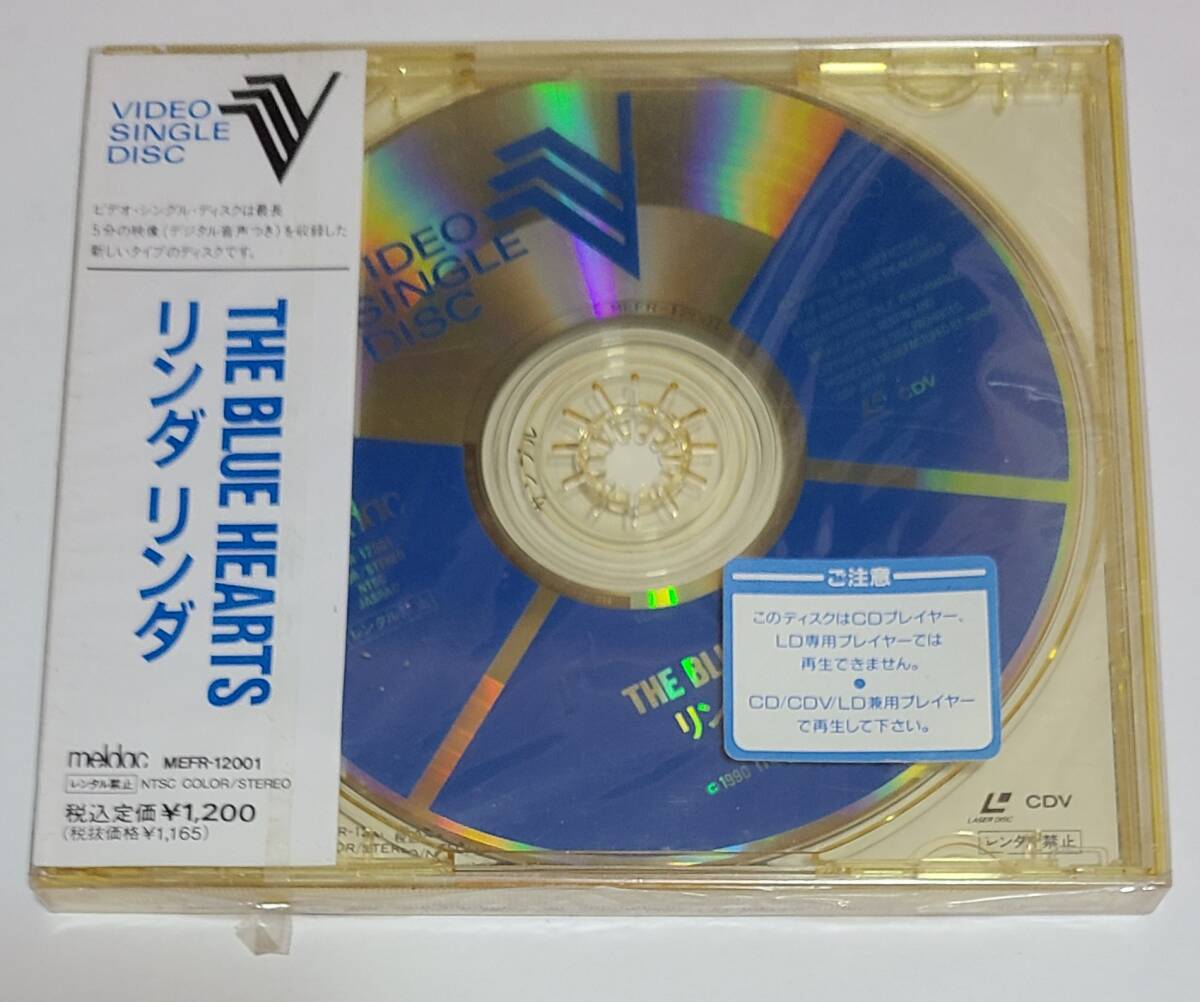 VIDEO
SINGLE
DISC
ビデオ・シングル・ディスクは最長
5分の映像(デジタル音声つき)を収録した
新しいタイプのディスクです。
THE BLUE HEARTS
リンダ リンダ
meldac MEFR-12001
レンタル禁止 NTSC COLOR/STEREO
税込定価¥1,200
(税抜価格¥1,165)
VIDEO
SINGLE
DISC
サンプル
CDV
NTSC
THE BLU
リン
ご注意
このディスクはCDプレイヤー、
LD専用プレイヤーでは
再生できません。
CD/CDV/LD兼用プレイヤー
で再生して下さい。
LASER DISC CDV
レンタル禁止